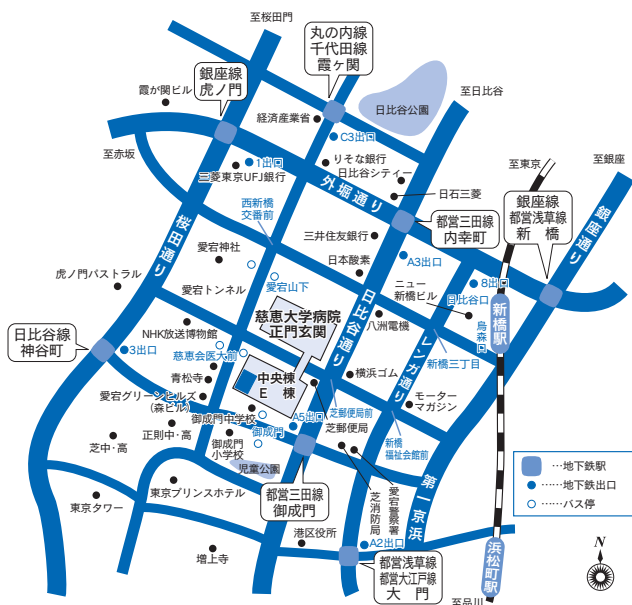 至桜田門
丸の内線
千代田線
霞ヶ関
銀座線
虎ノ門
霞が関ビル
経済産業省
日比谷公園
至日比谷
C3出口
至赤坂
1出口
三菱東京UFJ銀行
りそな銀行
日比谷シティー
至東京
至銀座
外堀通り
日石三菱
銀座線
都営浅草線
新橋
銀座通り
西新橋
交番前
都営三田線
内幸町
桜田通り
愛宕神社
三井住友銀行
日本酸素
A3出口
8出口
ニュー
新橋ビル
日比谷口
烏森口
新橋駅
虎ノ門パストラル
愛宕トンネル
愛宕山下
慈恵大学病院
正門玄関
日比谷通り
八洲電機
レンガ通り
新橋三丁目
日比谷線
神谷町
3出口
NHK放送博物館
慈恵会医大前
青松寺
中央棟
E棟
横浜ゴム
愛宕グリーンヒルズ
(森ビル)
モーター
マガジン
芝郵便局前
御成門中学校
A5出口
芝郵便局
新橋
福祉会館前
正則中・高
芝中・高
御成門
御成門
小学校
児童公園
第一京浜
東京プリンスホテル
都営三田線
御成門
芝消防局
愛宕警察署
東京タワー
港区役所
A2出口
増上寺
都営浅草線
都営大江戸線
大門
浜松町駅
至品川
…地下鉄駅
……地下鉄出口
……バス停
N